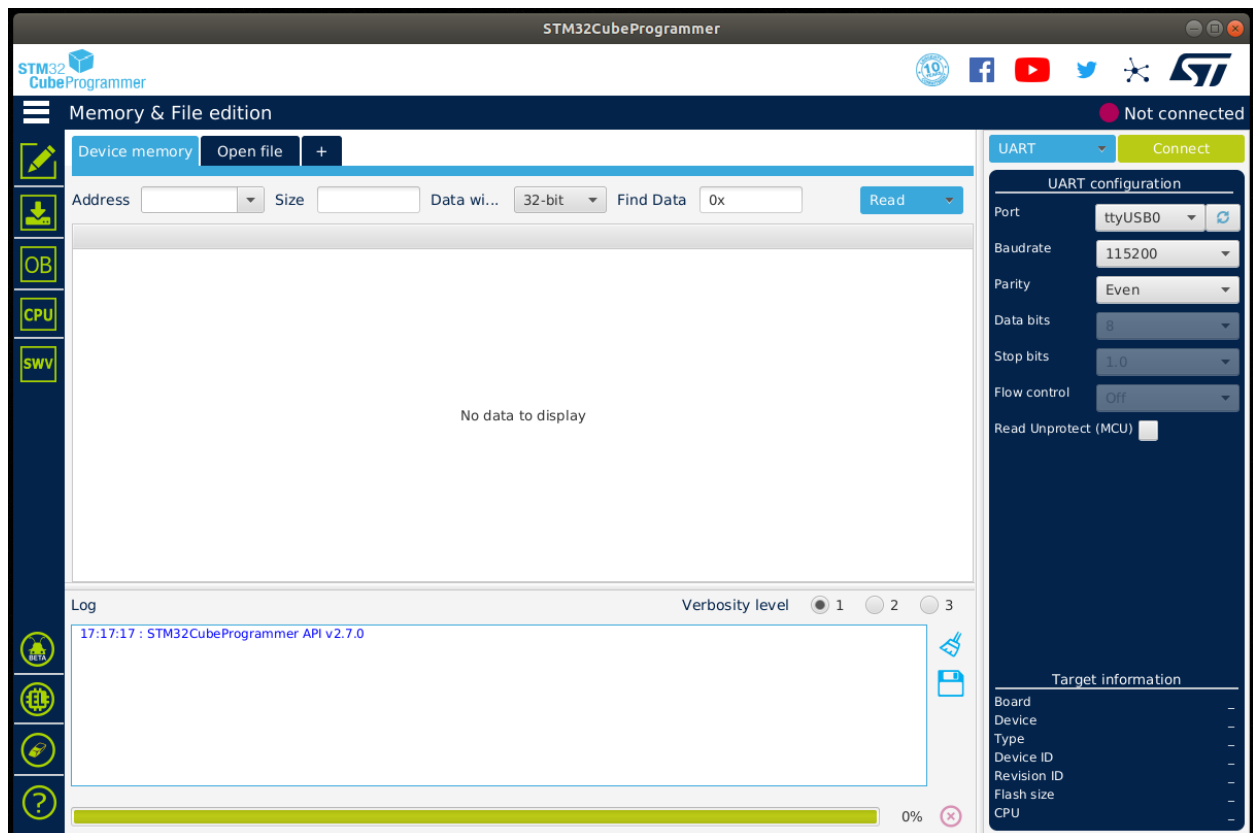 STM32CubeProgrammer
STM32
CubeProgrammer
10
ST
Memory & File edition
Not connected
Device memory
Open file
+
UART
Connect
Address
Size
Data wi...
32-bit
Find Data
0x
Read
UART configuration
Port
ttyUSB0
Baudrate
115200
Parity
Even
Data bits
8
Stop bits
1.0
Flow control
Off
Read Unprotect (MCU)
OB
CPU
SWV
No data to display
Log
Verbosity level
1
2
3
17:17:17 : STM32CubeProgrammer API v2.7.0
BETA
EL
?
0%
Target information
Board _
Device _
Type _
Device ID _
Revision ID _
Flash size _
CPU _